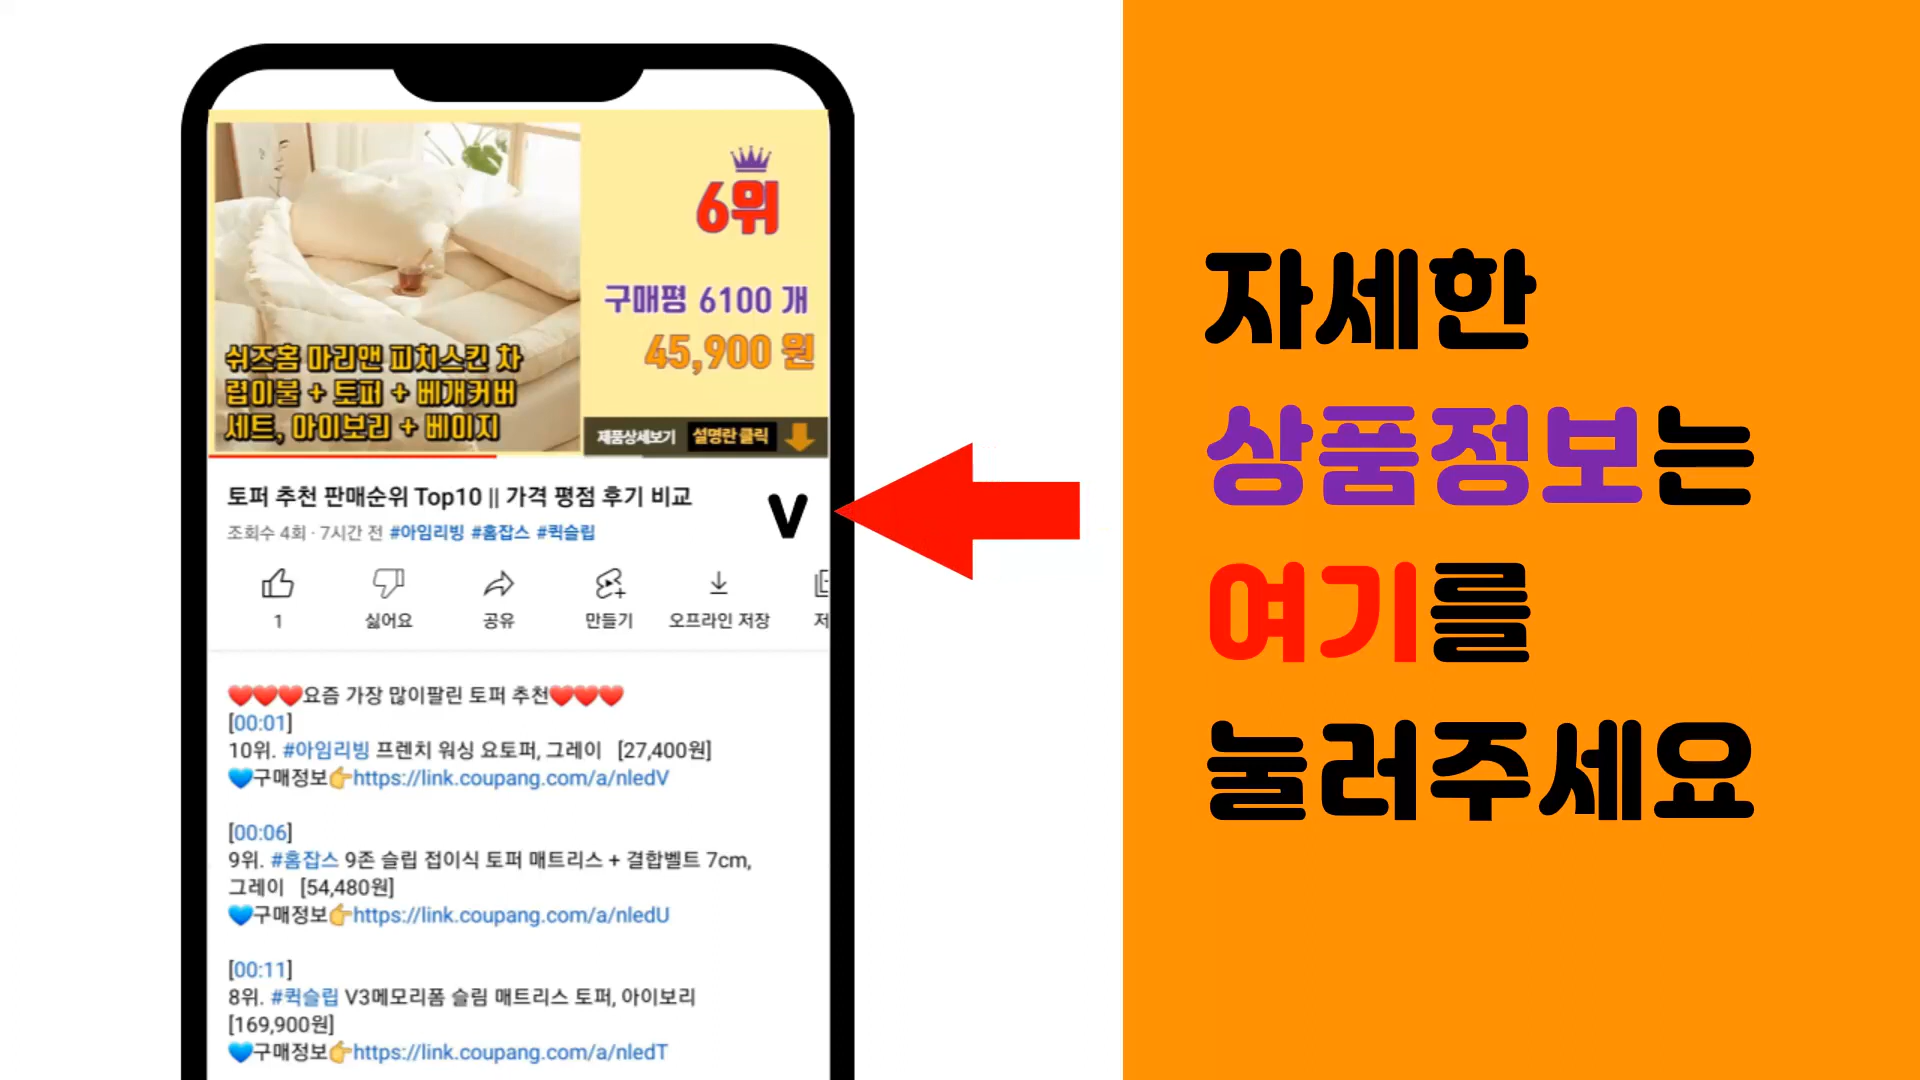 6위
구매평 6100 개
45,900 원
쉬즈홈 마리앤 피치스킨 차
렵이불 + 토퍼 + 베개커버
세트, 아이보리 + 베이지
제품상세보기 설명란 클릭
토퍼 추천 판매순위 Top10 || 가격 평점 후기 비교
V
조회수 4회 · 7시간 전 #아임리빙 #홈잡스 #퀵슬립
1 싫어요 공유 만들기 오프라인 저장 저
❤❤❤요즘 가장 많이팔린 토퍼 추천❤❤❤
[00:01]
10위. #아임리빙 프렌치 워싱 요토퍼, 그레이 [27,400원]
💙구매정보👉https://link.coupang.com/a/nledV
[00:06]
9위. #홈잡스 9존 슬립 접이식 토퍼 매트리스 + 결합벨트 7cm,
그레이 [54,480원]
💙구매정보👉https://link.coupang.com/a/nledU
[00:11]
8위. #퀵슬립 V3메모리폼 슬림 매트리스 토퍼, 아이보리
[169,900원]
💙구매정보👉https://link.coupang.com/a/nledT
자세한
상품정보는
여기를
눌러주세요